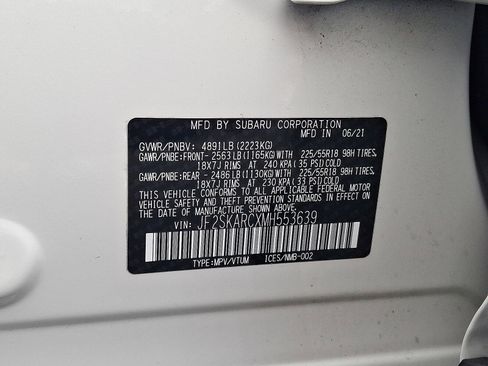 MFD BY SUBARU CORPORATION
MFD IN 06/21
GVWR/PNBV: 4891LB(2223KG)
GAWR/PNBE:FRONT- 2563LB(1165KG)WITH 225/55R18 98H TIRES,
18X7J RIMS AT 240 KPA(35 PSI)COLD
GAWR/PNBE:REAR - 2486LB(1130KG)WITH 225/55R18 98H TIRES,
18X7J RIMS AT 230 KPA(33 PSI)COLD
THIS VEHICLE CONFORMS TO ALL APPLICABLE FEDERAL MOTOR
VEHICLE SAFETY AND THEFT PREVENTION STANDARDS IN EFFECT
ON THE DATE OF MANUFACTURE SHOWN ABOVE.
VIN: JF2SKARCXMH553639
TYPE:MPV/VTUM ICES/NMB-002